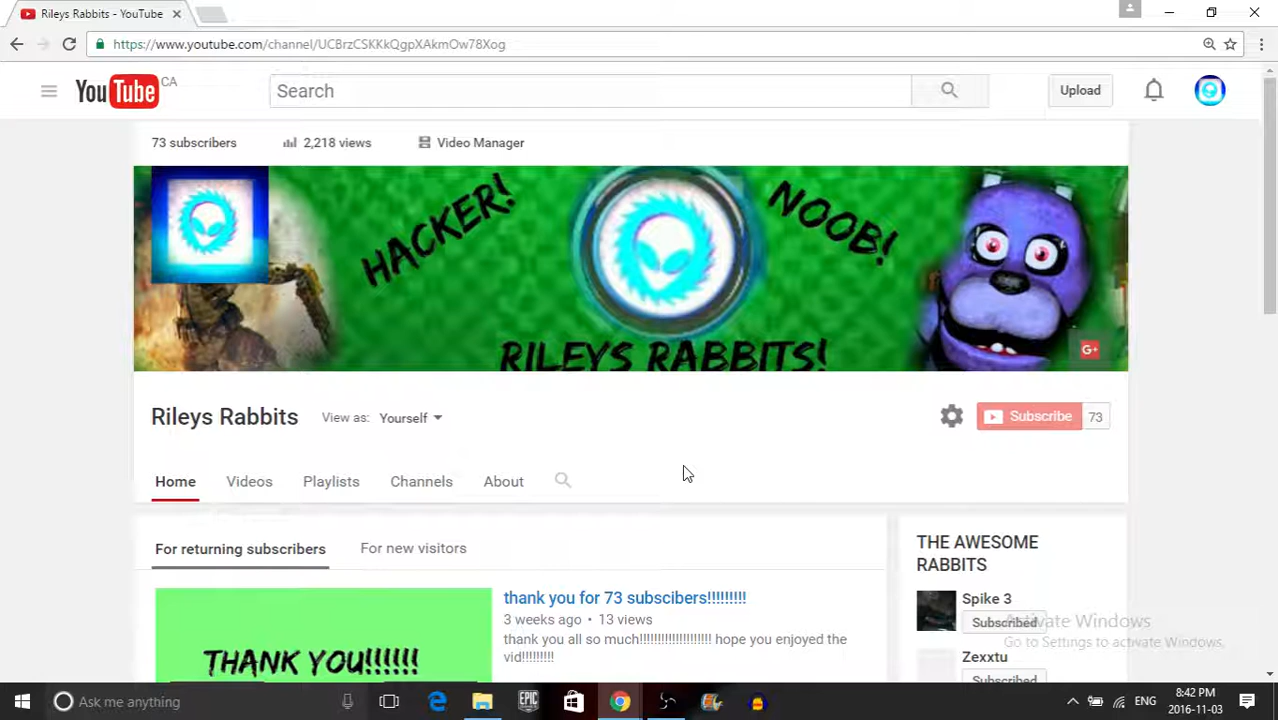 Rileys Rabbits - YouTube
https://www.youtube.com/channel/UCBrzCSKKkQgpXAkmOw78Xog
YouTube CA
Search
Upload
73 subscribers
2,218 views
Video Manager
HACKER!
NOOB!
RILEYS RABBITS!
G+
Rileys Rabbits
View as: Yourself
Subscribe 73
Home
Videos
Playlists
Channels
About
For returning subscribers
For new visitors
THE AWESOME
RABBITS
thank you for 73 subscibers!!!!!!!!!
3 weeks ago • 13 views
thank you all so much!!!!!!!!!!!!!!!!!!!! hope you enjoyed the
vid!!!!!!!!!
THANK YOU!!!!!!
Spike 3
Subscribed
Zexxtu
Subscribed
Activate Windows
Go to Settings to activate Windows.
Ask me anything
EPIC
GAMES
ENG
8:42 PM
2016-11-03